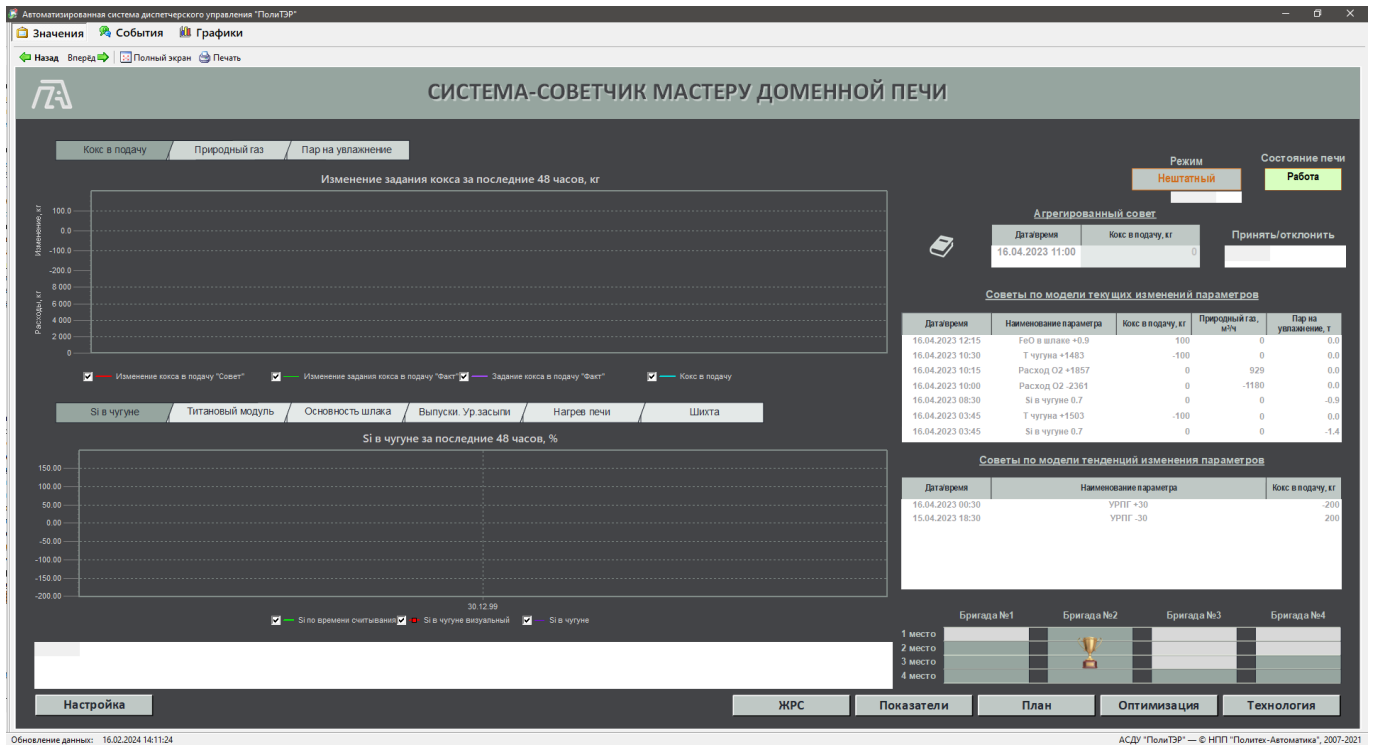 Автоматизированная система диспетчерского управления "ПолиТЭР"
Значения События Графики
Назад Вперёд Полный экран Печать
СИСТЕМА-СОВЕТЧИК МАСТЕРУ ДОМЕННОЙ ПЕЧИ
Кокс в подачу Природный газ Пар на увлажнение
Изменение задания кокса за последние 48 часов, кг
Изменение, кг
100.0
0.0
-100.0
-200.0
Расходы, кг
8 000
6 000
4 000
2 000
0
Изменение кокса в подачу "Совет" Изменение задания кокса в подачу "Факт" Задание кокса в подачу "Факт" Кокс в подачу
Si в чугуне Титановый модуль Основность шлака Выпуски. Ур.засыпи Нагрев печи Шихта
Si в чугуне за последние 48 часов, %
150.00
100.00
50.00
0.00
-50.00
-100.00
-150.00
-200.00
30.12.99
Si по времени считывания Si в чугуне визуальный Si в чугуне
Режим Состояние печи
Нештатный Работа
Агрегированный совет
Дата/время Кокс в подачу, кг Принять/отклонить
16.04.2023 11:00 0
Советы по модели текущих изменений параметров
Дата/время Наименование параметра Кокс в подачу, кг Природный газ, м³/ч Пар на увлажнение, т
16.04.2023 12:15 FeO в шлаке +0.9 100 0 0.0
16.04.2023 10:30 Т чугуна +1483 -100 0 0.0
16.04.2023 10:15 Расход О2 +1857 0 929 0.0
16.04.2023 10:00 Расход О2 -2361 0 -1180 0.0
16.04.2023 08:30 Si в чугуне 0.7 0 0 -0.9
16.04.2023 03:45 Т чугуна +1503 -100 0 0.0
16.04.2023 03:45 Si в чугуне 0.7 0 0 -1.4
Советы по модели тенденций изменения параметров
Дата/время Наименование параметра Кокс в подачу, кг
16.04.2023 00:30 УРПГ +30 -200
15.04.2023 18:30 УРПГ -30 200
Бригада №1 Бригада №2 Бригада №3 Бригада №4
1 место
2 место
3 место
4 место
Настройка ЖРС Показатели План Оптимизация Технология
Обновление данных: 16.02.2024 14:11:24 АСДУ "ПолиТЭР" — © НПП "Политех-Автоматика", 2007-2021